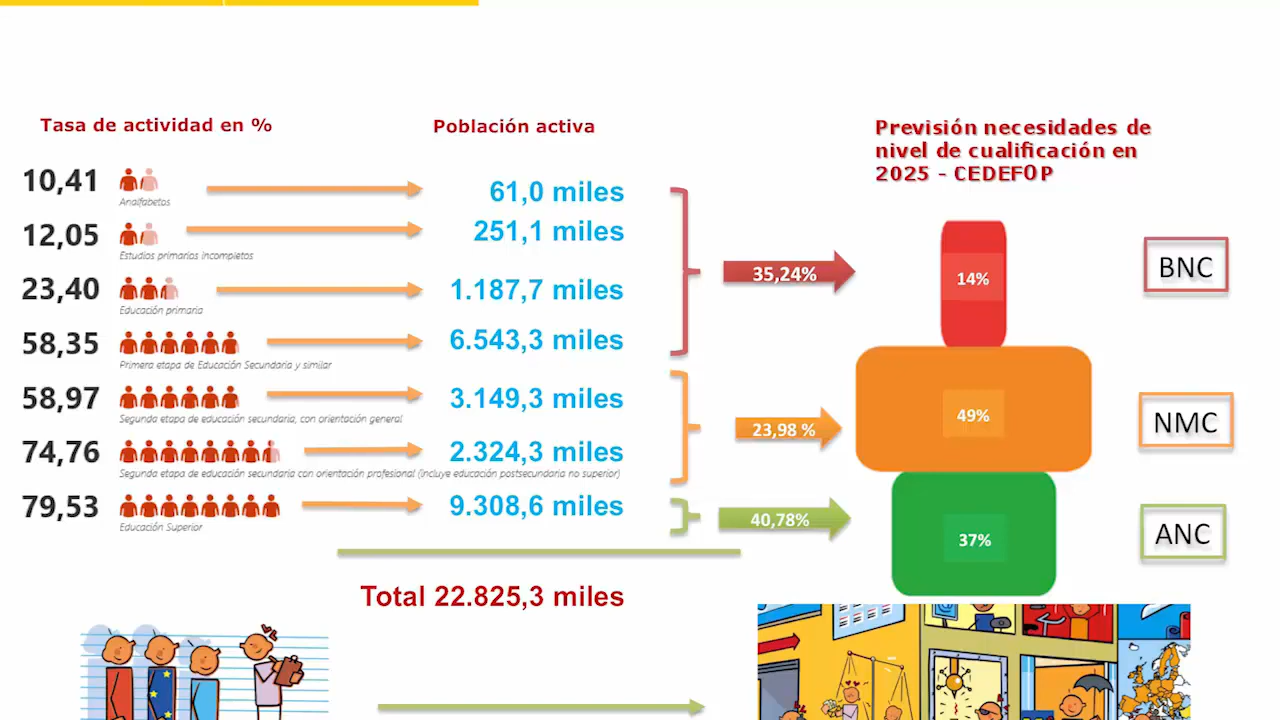 Tasa de actividad en %
Población activa
Previsión necesidades de
nivel de cualificación en
2025 - CEDEFOP
10,41
Analfabetos
61,0 miles
12,05
Estudios primarios incompletos
251,1 miles
23,40
Educación primaria
1.187,7 miles
58,35
Primera etapa de Educación Secundaria y similar
6.543,3 miles
58,97
Segunda etapa de educación secundaria, con orientación general
3.149,3 miles
74,76
Segunda etapa de educación secundaria con orientación profesional (incluye educación postsecundaria no superior)
2.324,3 miles
79,53
Educación Superior
9.308,6 miles
Total 22.825,3 miles
35,24%
14%
BNC
23,98 %
49%
NMC
40,78%
37%
ANC